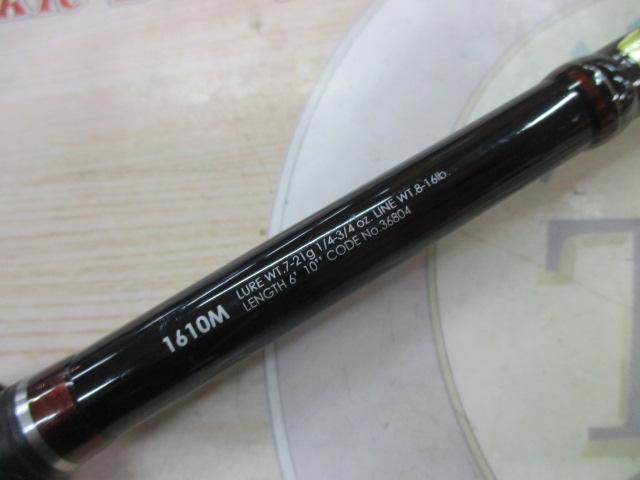 1610M
LURE WT.7-21g 1/4-3/4 oz. LINE WT.8-16lb.
LENGTH 6' 10" CODE No.36804
T